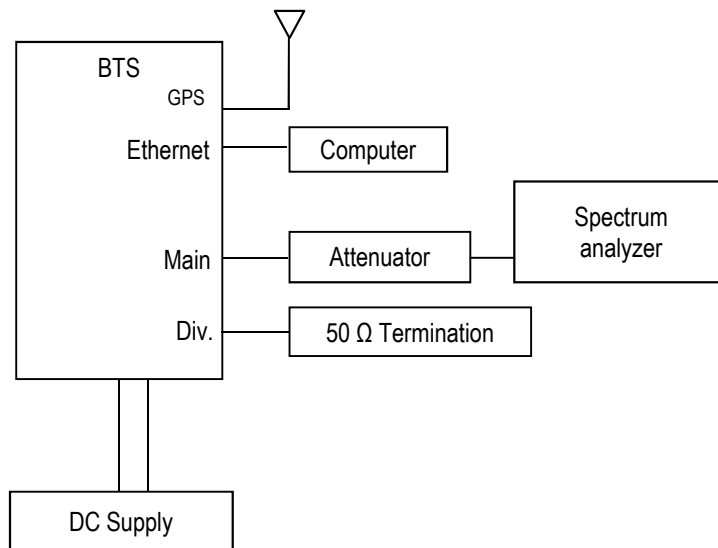 BTS
GPS
Ethernet
Computer
Spectrum
analyzer
Main
Attenuator
Div.
50 Ω Termination
DC Supply